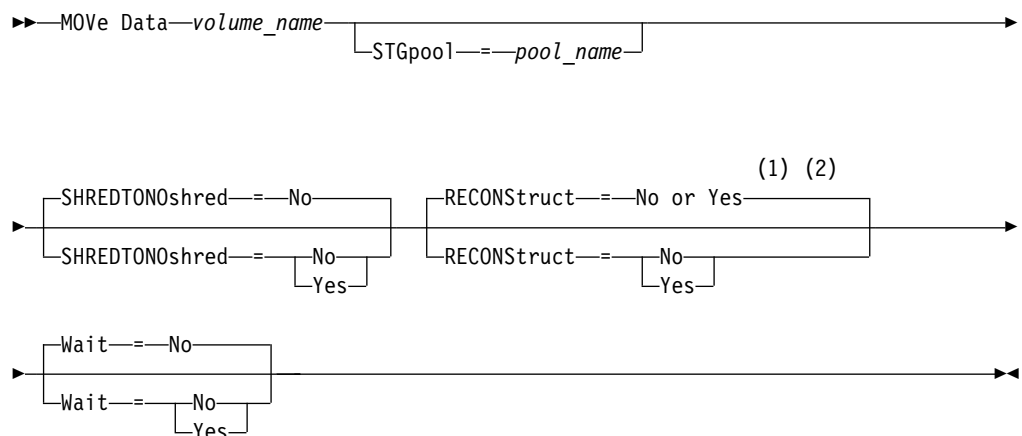 MOVe Data volume_name
STGpool = pool_name
(1) (2)
SHREDTONOshred = No RECONStruct = No or Yes
SHREDTONOshred = No RECONStruct = No
Yes Yes
Wait = No
Wait = No
Yes